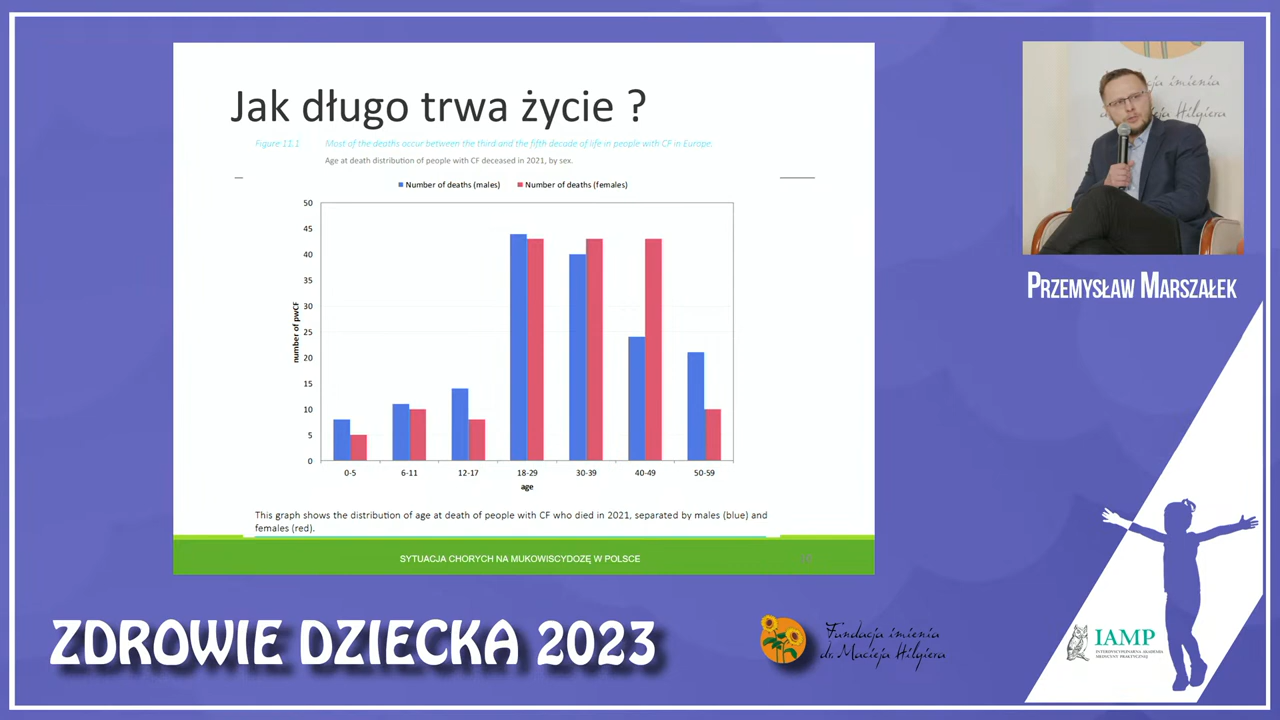 Jak długo trwa życie ?
Figure 11.1 Most of the deaths occur between the third and the fifth decade of life in people with CF in Europe.
Age at death distribution of people with CF deceased in 2021, by sex.
Number of deaths (males) Number of deaths (females)
50
45
40
35
30
25
20
15
10
5
0
number of pwCF
0-5 6-11 12-17 18-29 30-39 40-49 50-59
age
This graph shows the distribution of age at death of people with CF who died in 2021, separated by males (blue) and
females (red).
SYTUACJA CHORYCH NA MUKOWISCYDOZĘ W POLSCE
imienia
Hilgiera
PRZEMYSŁAW MARSZAŁEK
ZDROWIE DZIECKA 2023
Fundacja imienia
dr Macieja Hilgiera
IAMP
INTERDYSCYPLINARNA AKADEMIA
MEDYCYNY PRAKTYCZNEJ